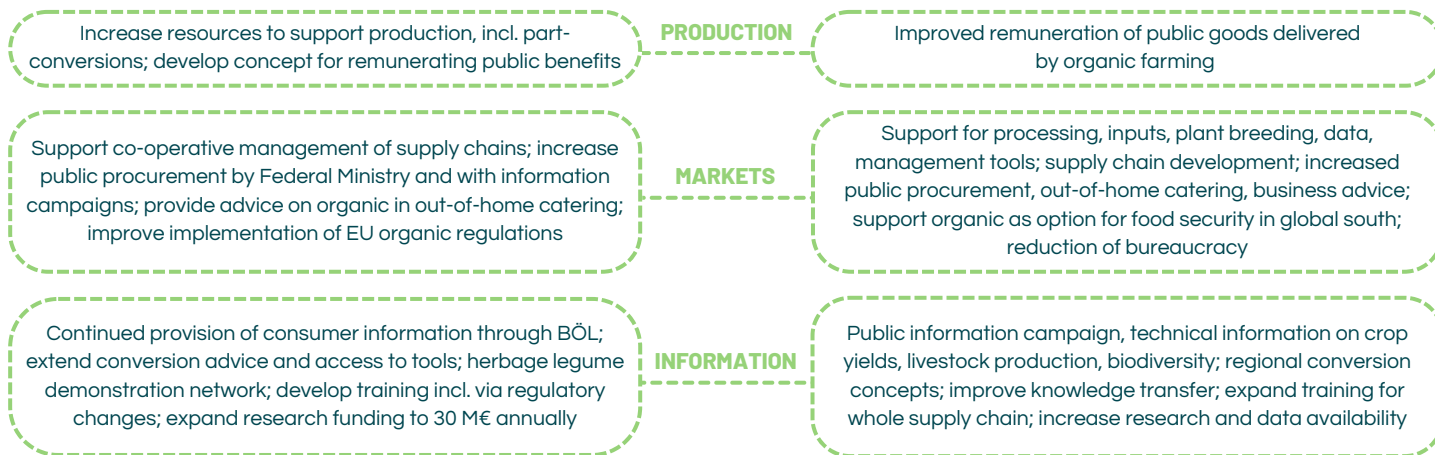 Increase resources to support production, incl. part-
conversions; develop concept for remunerating public benefits
PRODUCTION
Improved remuneration of public goods delivered
by organic farming
Support co-operative management of supply chains; increase
public procurement by Federal Ministry and with information
campaigns; provide advice on organic in out-of-home catering;
improve implementation of EU organic regulations
MARKETS
Support for processing, inputs, plant breeding, data,
management tools; supply chain development; increased
public procurement, out-of-home catering, business advice;
support organic as option for food security in global south;
reduction of bureaucracy
Continued provision of consumer information through BÖL;
extend conversion advice and access to tools; herbage legume
demonstration network; develop training incl. via regulatory
changes; expand research funding to 30 M€ annually
INFORMATION
Public information campaign, technical information on crop
yields, livestock production, biodiversity; regional conversion
concepts; improve knowledge transfer; expand training for
whole supply chain; increase research and data availability